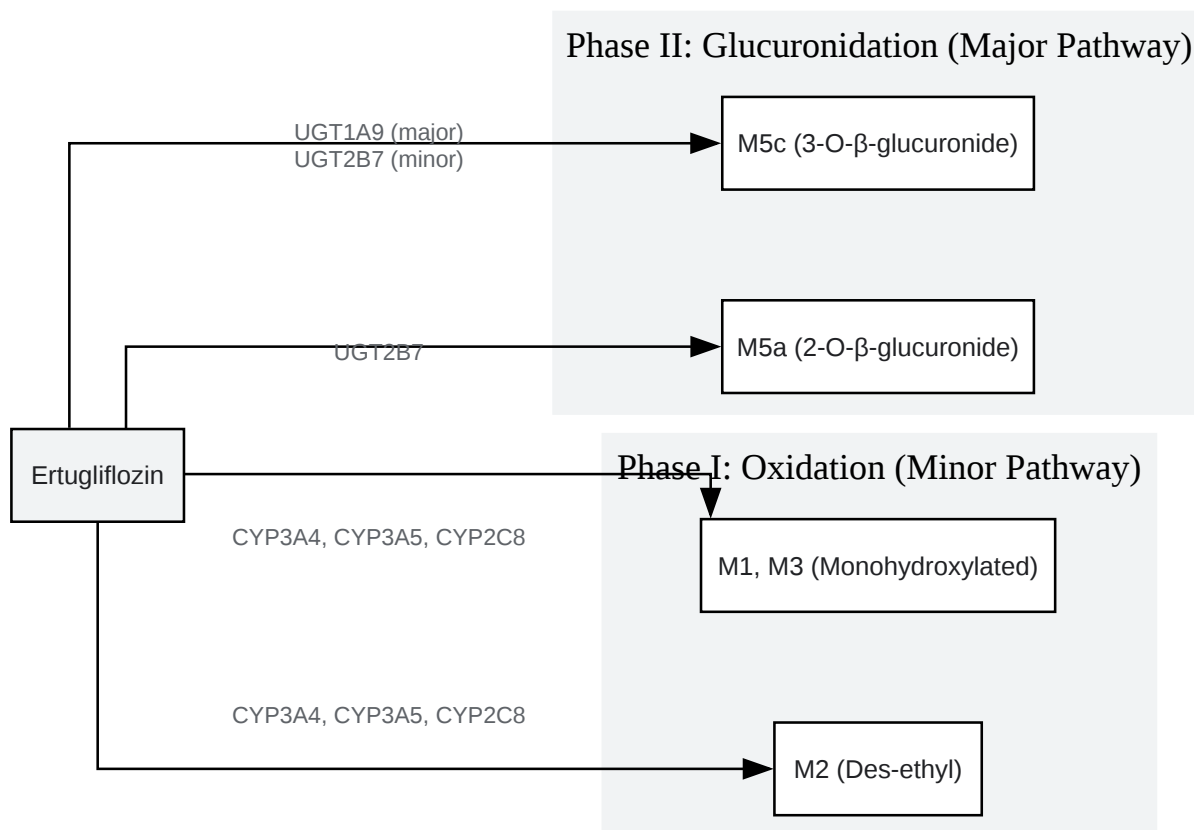 Phase II: Glucuronidation (Major Pathway)
UGT1A9 (major)
UGT2B7 (minor)
M5c (3-O-β-glucuronide)
UGT2B7
M5a (2-O-β-glucuronide)
Ertugliflozin
Phase I: Oxidation (Minor Pathway)
CYP3A4, CYP3A5, CYP2C8
M1, M3 (Monohydroxylated)
CYP3A4, CYP3A5, CYP2C8
M2 (Des-ethyl)